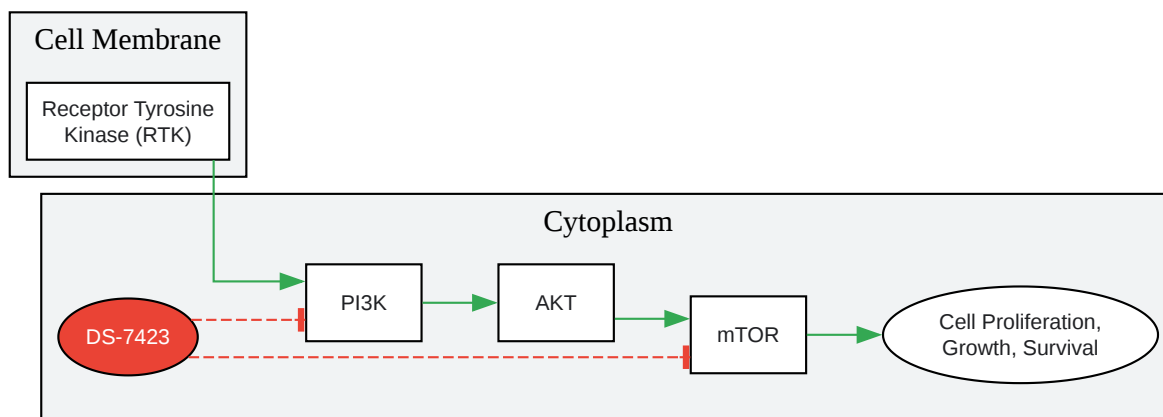 Cell Membrane
Receptor Tyrosine
Kinase (RTK)
Cytoplasm
PI3K
AKT
DS-7423
mTOR
Cell Proliferation,
Growth, Survival